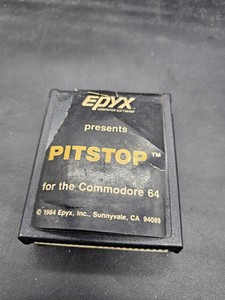 EPYX
COMPUTER SOFTWARE
presents
PITSTOP™
for the Commodore 64
© 1984 Epyx, Inc., Sunnyvale, CA 94089